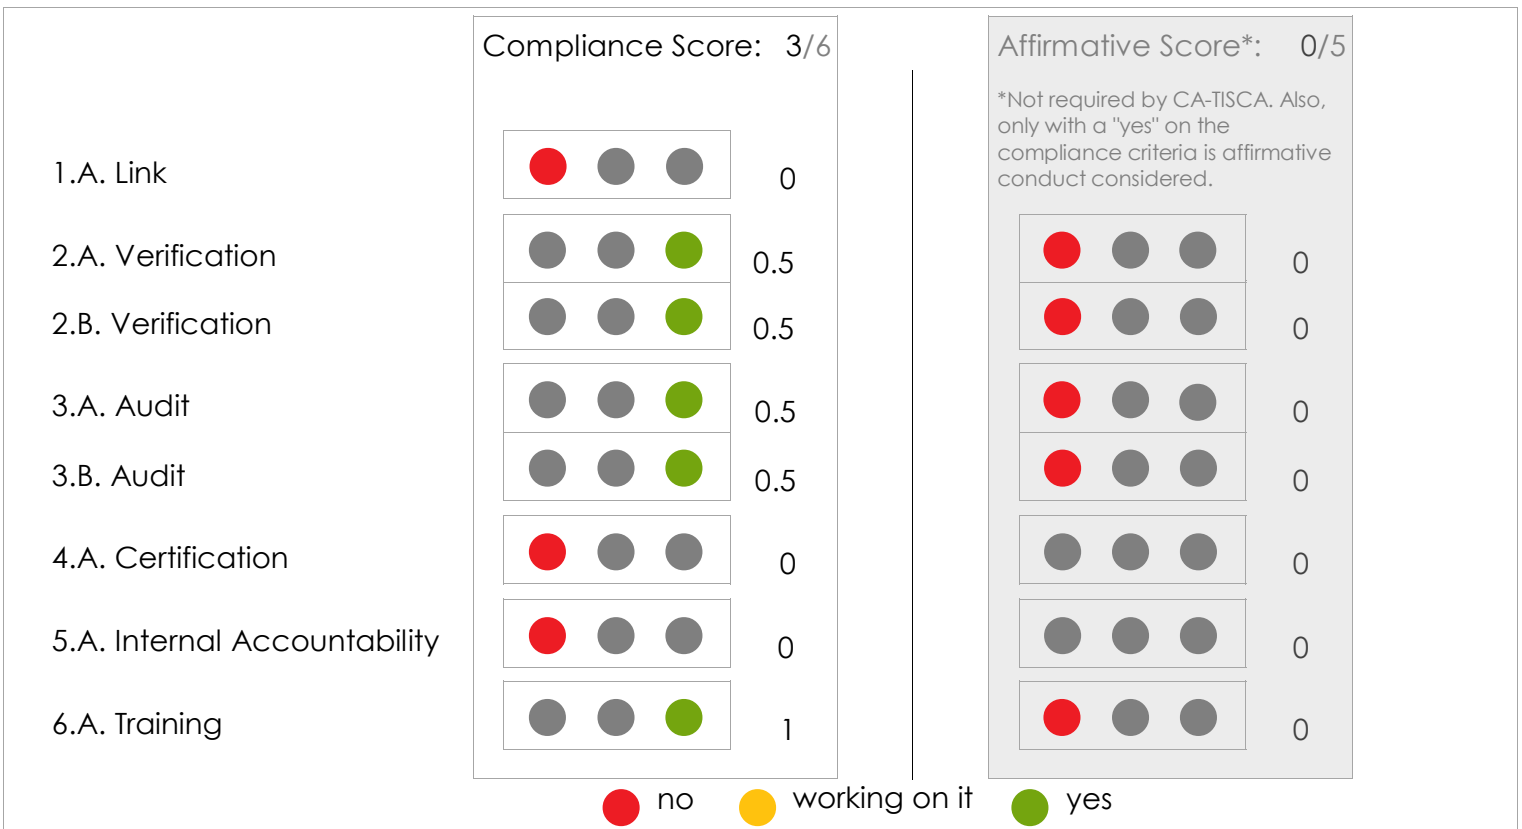 Compliance Score: 3/6
Affirmative Score*: 0/5
*Not required by CA-TISCA. Also,
only with a "yes" on the
compliance criteria is affirmative
conduct considered.
1.A. Link 0
2.A. Verification 0.5 0
2.B. Verification 0.5 0
3.A. Audit 0.5 0
3.B. Audit 0.5 0
4.A. Certification 0 0
5.A. Internal Accountability 0 0
6.A. Training 1 0
no working on it yes